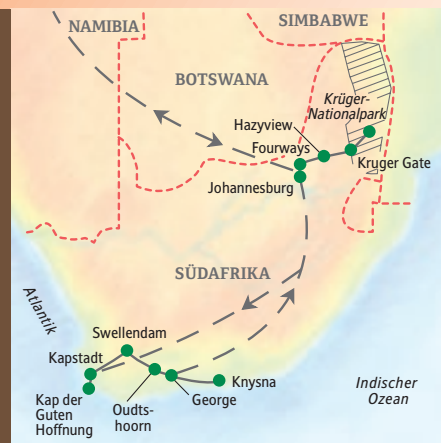 NAMIBIA
SIMBABWE
BOTSWANA
Krüger-
Nationalpark
Hazyview
Fourways
Kruger Gate
Johannesburg
SÜDAFRIKA
Atlantik
Swellendam
Kapstadt
Knysna
Indischer
Ozean
Kap der
Guten
Hoffnung
Oudts-
hoorn
George